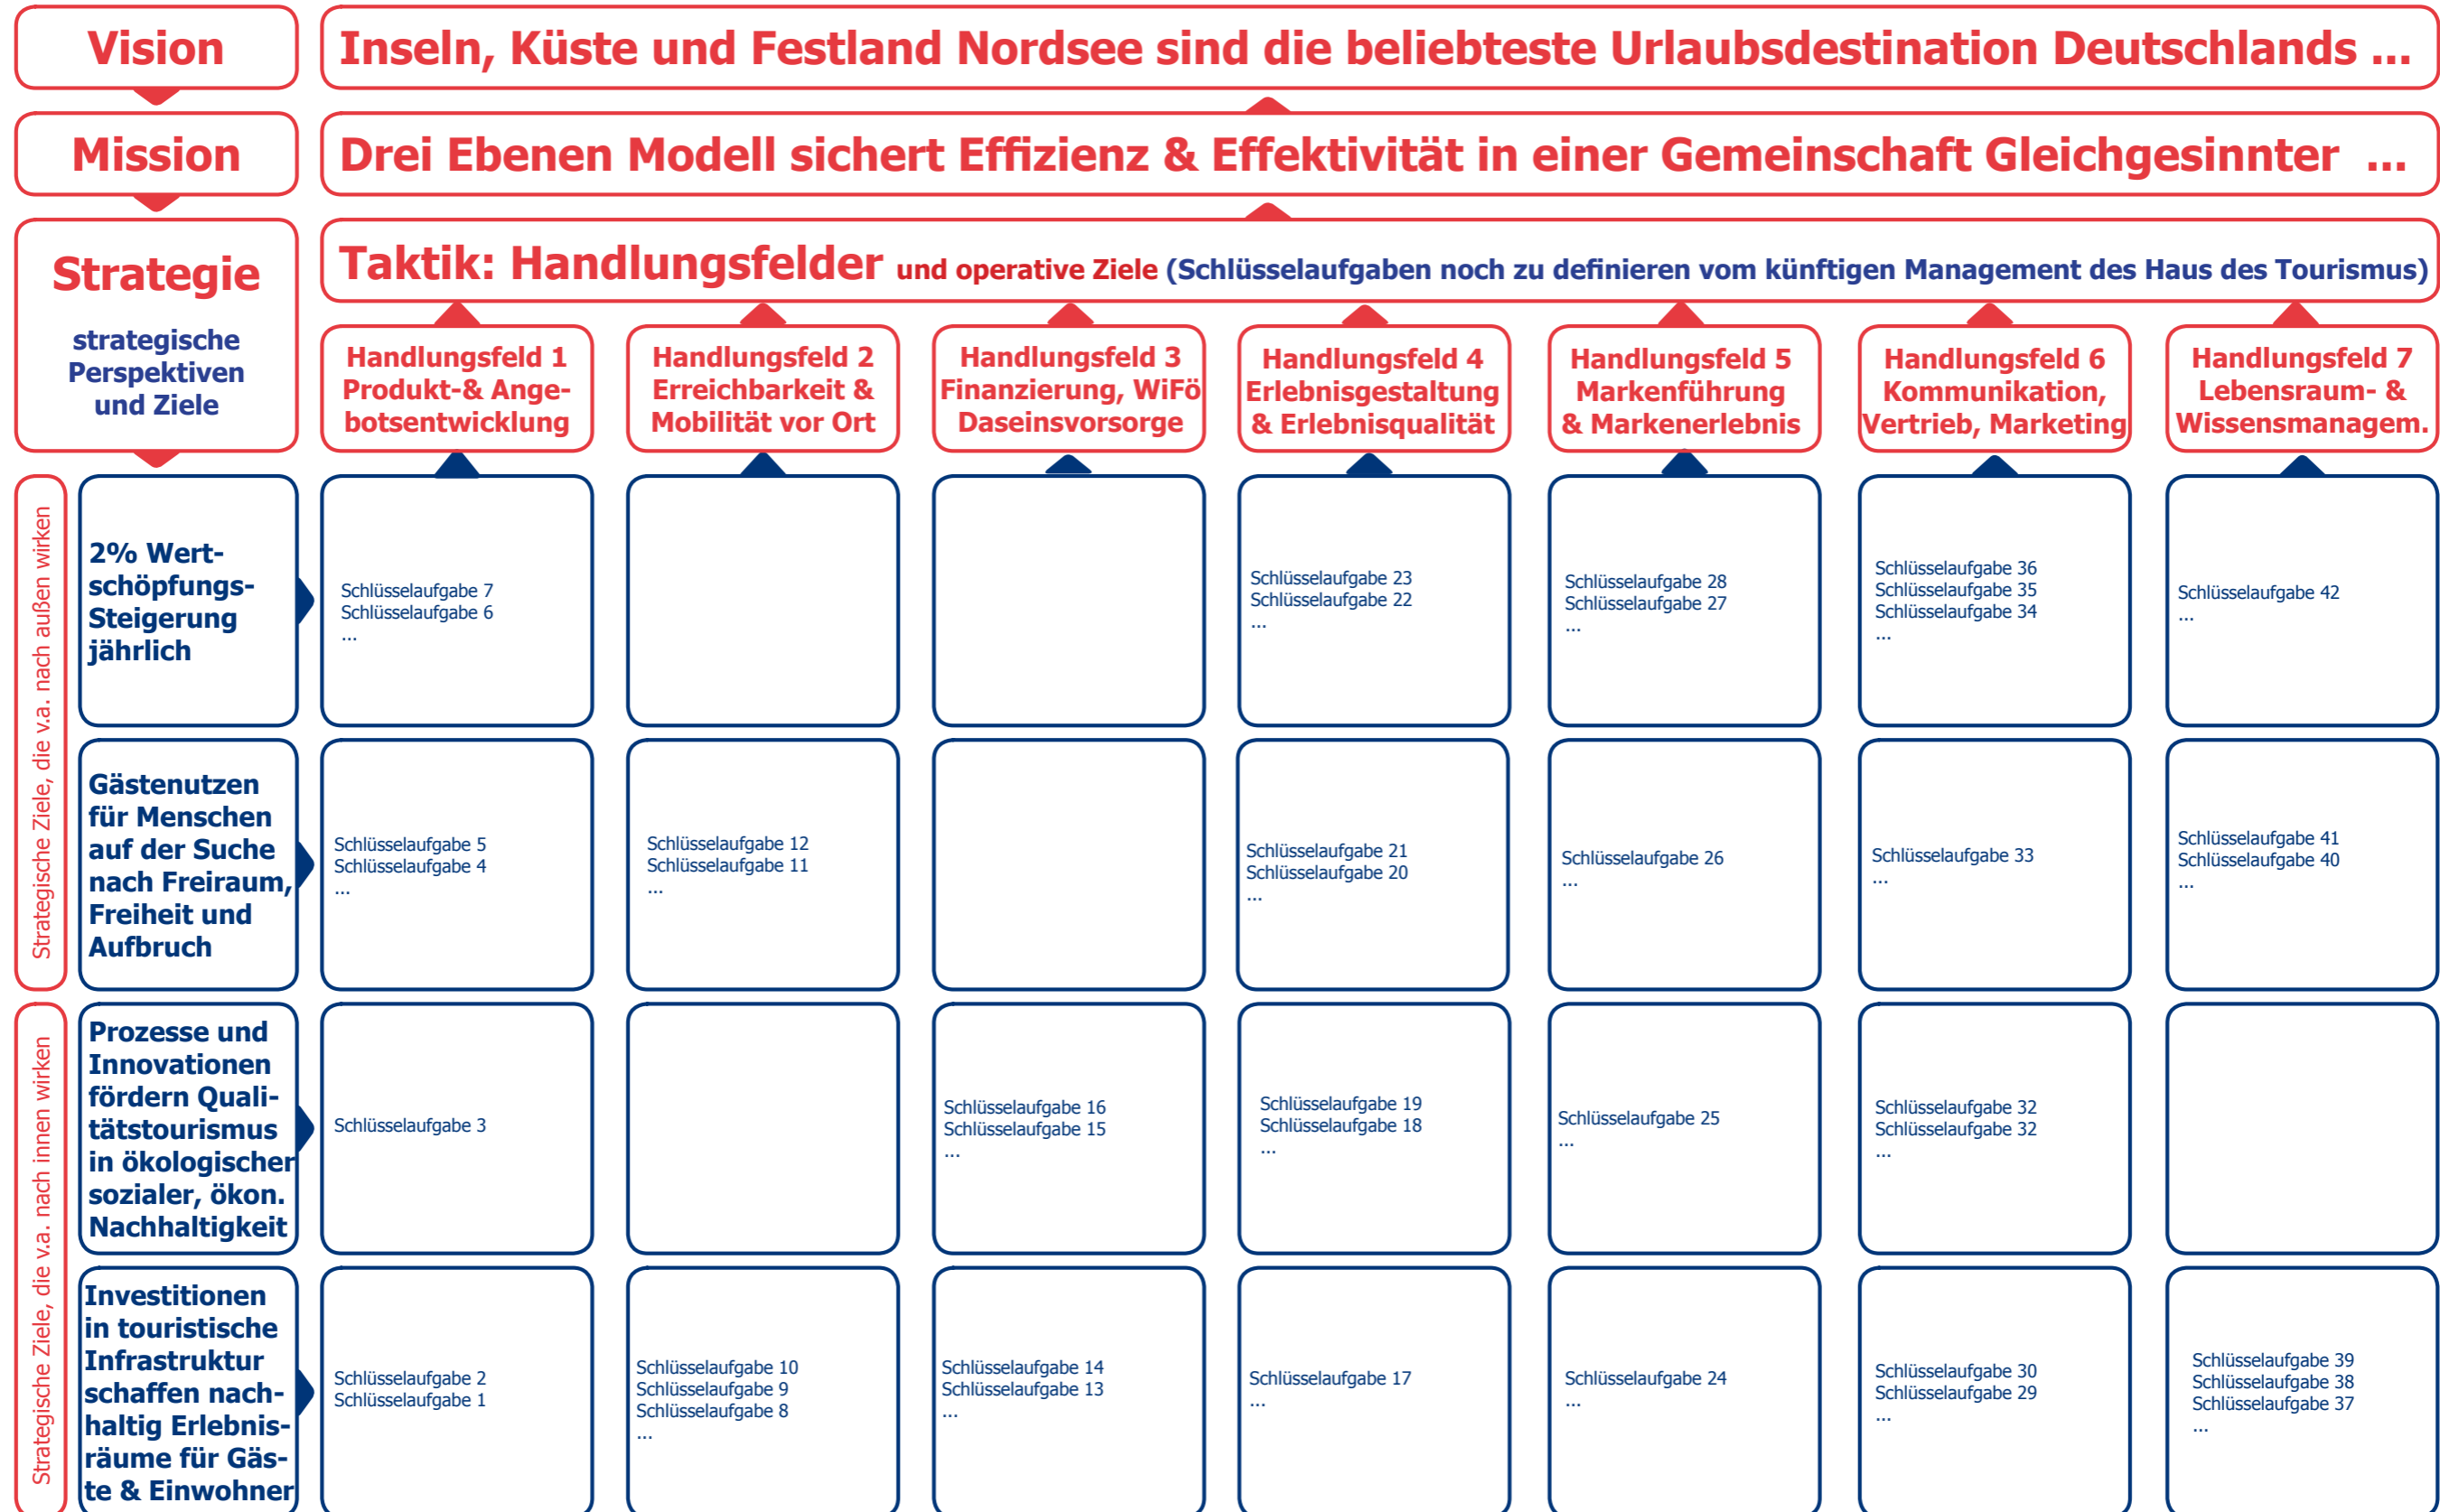 Vision
Inseln, Küste und Festland Nordsee sind die beliebteste Urlaubsdestination Deutschlands ...
Mission
Drei Ebenen Modell sichert Effizienz & Effektivität in einer Gemeinschaft Gleichgesinnter ...
Strategie
strategische
Perspektiven
und Ziele
Taktik: Handlungsfelder und operative Ziele (Schlüsselaufgaben noch zu definieren vom künftigen Management des Haus des Tourismus)
Handlungsfeld 1
Produkt-& Ange-
botsentwicklung
Handlungsfeld 2
Erreichbarkeit &
Mobilität vor Ort
Handlungsfeld 3
Finanzierung, WiFö
Daseinsvorsorge
Handlungsfeld 4
Erlebnisgestaltung
& Erlebnisqualität
Handlungsfeld 5
Markenführung
& Markenerlebnis
Handlungsfeld 6
Kommunikation,
Vertrieb, Marketing
Handlungsfeld 7
Lebensraum- &
Wissensmanagem.
Strategische Ziele, die v.a. nach außen wirken
2% Wert-
schöpfungs-
Steigerung
jährlich
Schlüsselaufgabe 7
Schlüsselaufgabe 6
...
Schlüsselaufgabe 23
Schlüsselaufgabe 22
...
Schlüsselaufgabe 28
Schlüsselaufgabe 27
...
Schlüsselaufgabe 36
Schlüsselaufgabe 35
Schlüsselaufgabe 34
...
Schlüsselaufgabe 42
...
Gästenutzen
für Menschen
auf der Suche
nach Freiraum,
Freiheit und
Aufbruch
Schlüsselaufgabe 5
Schlüsselaufgabe 4
...
Schlüsselaufgabe 12
Schlüsselaufgabe 11
...
Schlüsselaufgabe 21
Schlüsselaufgabe 20
...
Schlüsselaufgabe 26
...
Schlüsselaufgabe 33
...
Schlüsselaufgabe 41
Schlüsselaufgabe 40
...
Strategische Ziele, die v.a. nach innen wirken
Prozesse und
Innovationen
fördern Quali-
tätstourismus
in ökologischer
sozialer, ökon.
Nachhaltigkeit
Schlüsselaufgabe 3
Schlüsselaufgabe 16
Schlüsselaufgabe 15
...
Schlüsselaufgabe 19
Schlüsselaufgabe 18
...
Schlüsselaufgabe 25
...
Schlüsselaufgabe 32
Schlüsselaufgabe 32
...
Investitionen
in touristische
Infrastruktur
schaffen nach-
haltig Erlebnis-
räume für Gäs-
te & Einwohner
Schlüsselaufgabe 2
Schlüsselaufgabe 1
Schlüsselaufgabe 10
Schlüsselaufgabe 9
Schlüsselaufgabe 8
...
Schlüsselaufgabe 14
Schlüsselaufgabe 13
...
Schlüsselaufgabe 17
...
Schlüsselaufgabe 24
...
Schlüsselaufgabe 30
Schlüsselaufgabe 29
...
Schlüsselaufgabe 39
Schlüsselaufgabe 38
Schlüsselaufgabe 37
...